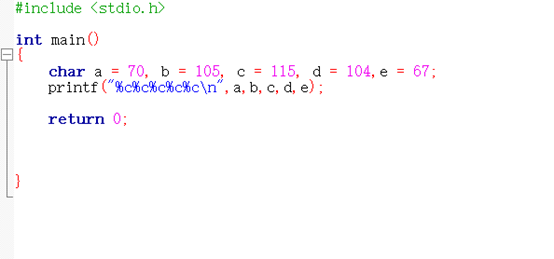 #include <stdio.h>
int main()
{
char a = 70, b = 105, c = 115, d = 104,e = 67;
printf("%c%c%c%c%c\n",a,b,c,d,e);
return 0;
}